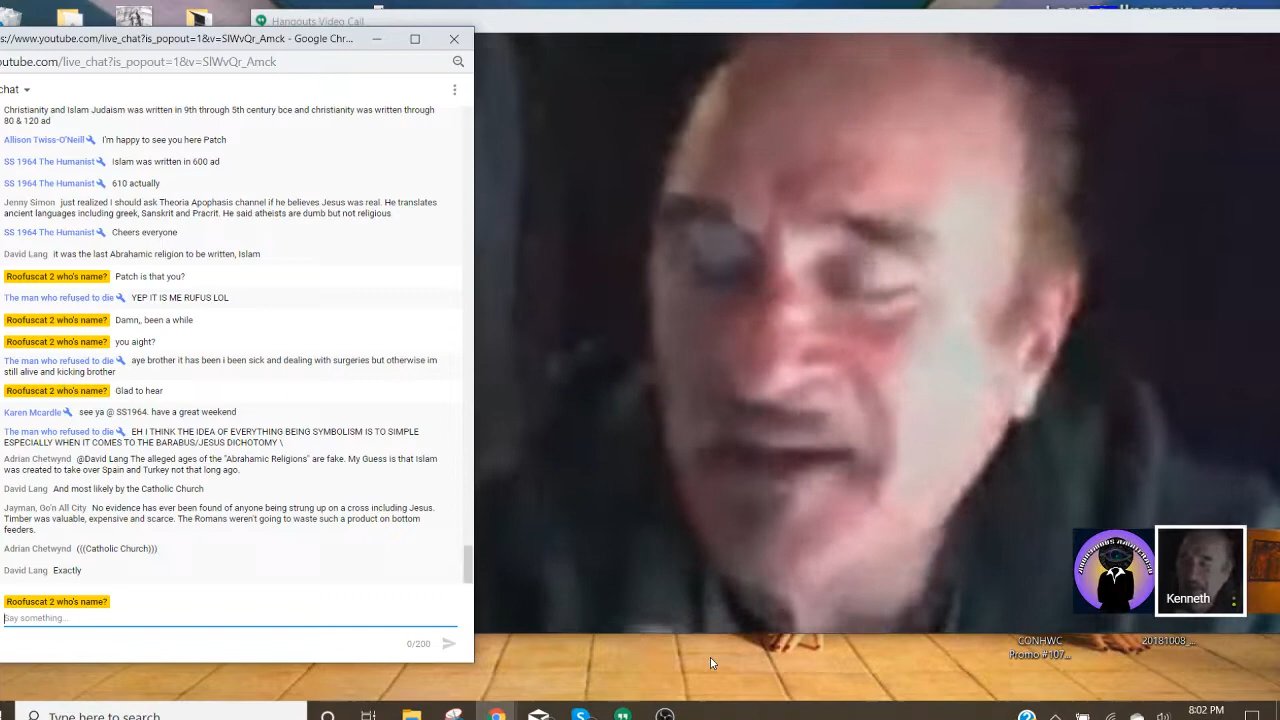 Hangouts Video Call
s://www.youtube.com/live_chat?is_popout=1&v=SlWvQr_Amck - Google Chr...
outube.com/live_chat?is_popout=1&v=SlWvQr_Amck
chat
Christianity and Islam Judaism was written in 9th through 5th century bce and christianity was written through
80 & 120 ad
Allison Twiss-O'Neill I'm happy to see you here Patch
SS 1964 The Humanist Islam was written in 600 ad
SS 1964 The Humanist 610 actually
Jenny Simon just realized I should ask Theoria Apophasis channel if he believes Jesus was real. He translates
ancient languages including greek, Sanskrit and Pracrit. He said atheists are dumb but not religious
SS 1964 The Humanist Cheers everyone
David Lang it was the last Abrahamic religion to be written, Islam
Roofuscat 2 who's name? Patch is that you?
The man who refused to die YEP IT IS ME RUFUS LOL
Roofuscat 2 who's name? Damn,, been a while
Roofuscat 2 who's name? you aight?
The man who refused to die aye brother it has been i been sick and dealing with surgeries but otherwise im
still alive and kicking brother
Roofuscat 2 who's name? Glad to hear
Karen Mcardle see ya @ SS1964. have a great weekend
The man who refused to die EH I THINK THE IDEA OF EVERYTHING BEING SYMBOLISM IS TO SIMPLE
ESPECIALLY WHEN IT COMES TO THE BARABUS/JESUS DICHOTOMY \
Adrian Chetwynd @David Lang The alleged ages of the "Abrahamic Religions" are fake. My Guess is that Islam
was created to take over Spain and Turkey not that long ago.
David Lang And most likely by the Catholic Church
Jayman, Go'n All City No evidence has ever been found of anyone being strung up on a cross including Jesus.
Timber was valuable, expensive and scarce. The Romans weren't going to waste such a product on bottom
feeders.
Adrian Chetwynd (((Catholic Church)))
David Lang Exactly
Roofuscat 2 who's name?
Say something...
0/200
Kenneth
CONHWC
Promo #107...
20181008_...
Type here to search
8:02 PM